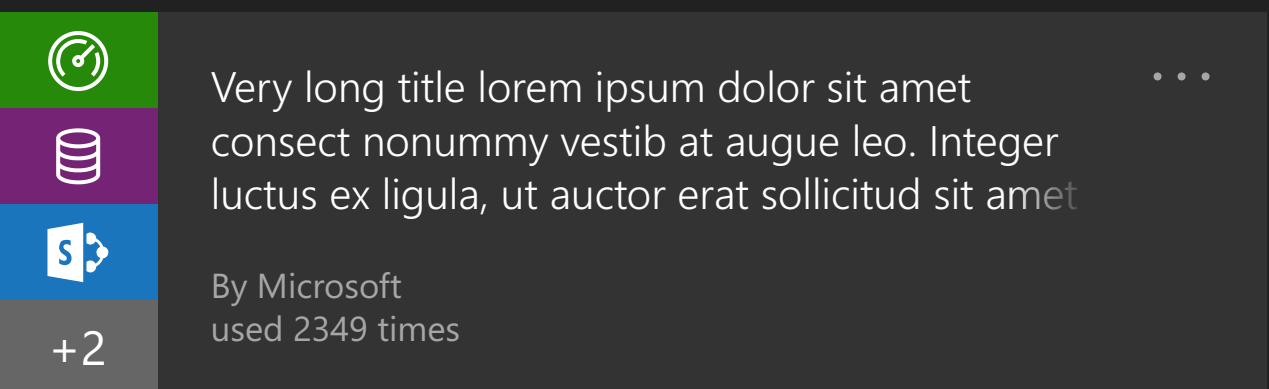 Very long title lorem ipsum dolor sit amet
consect nonummy vestib at augue leo. Integer
luctus ex ligula, ut auctor erat sollicitud sit amet
S
By Microsoft
used 2349 times
+2